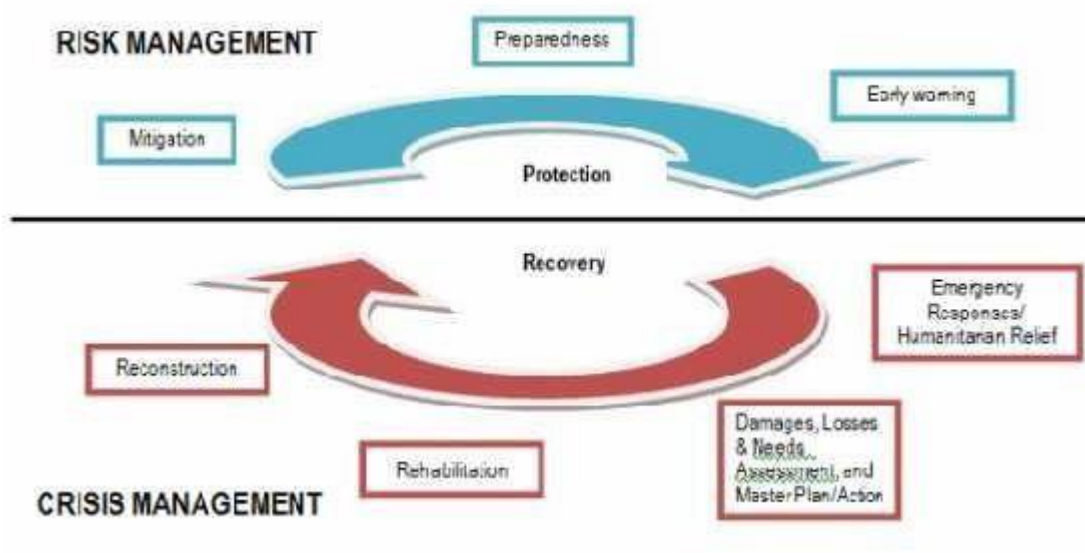 RISK MANAGEMENT
Preparedness
Early warning
Mitigation
Protection
Recovery
Emergency
Responses/
Humanitarian Relief
Reconstruction
Damages, Losses
& Needs
Assessment, and
Master Plan/Action
Rehabilitation
CRISIS MANAGEMENT